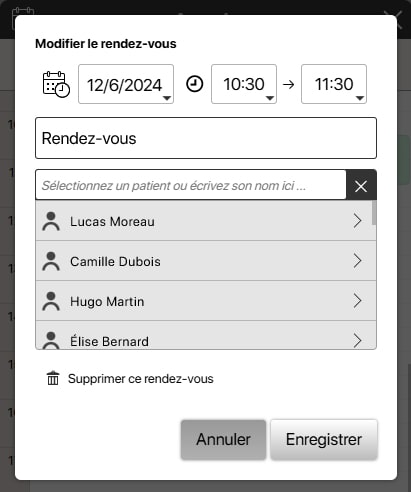 Modifier le rendez-vous
12/6/2024 10:30 → 11:30
Rendez-vous
Sélectionnez un patient ou écrivez son nom ici ...
Lucas Moreau
Camille Dubois
Hugo Martin
Élise Bernard
Supprimer ce rendez-vous
Annuler Enregistrer